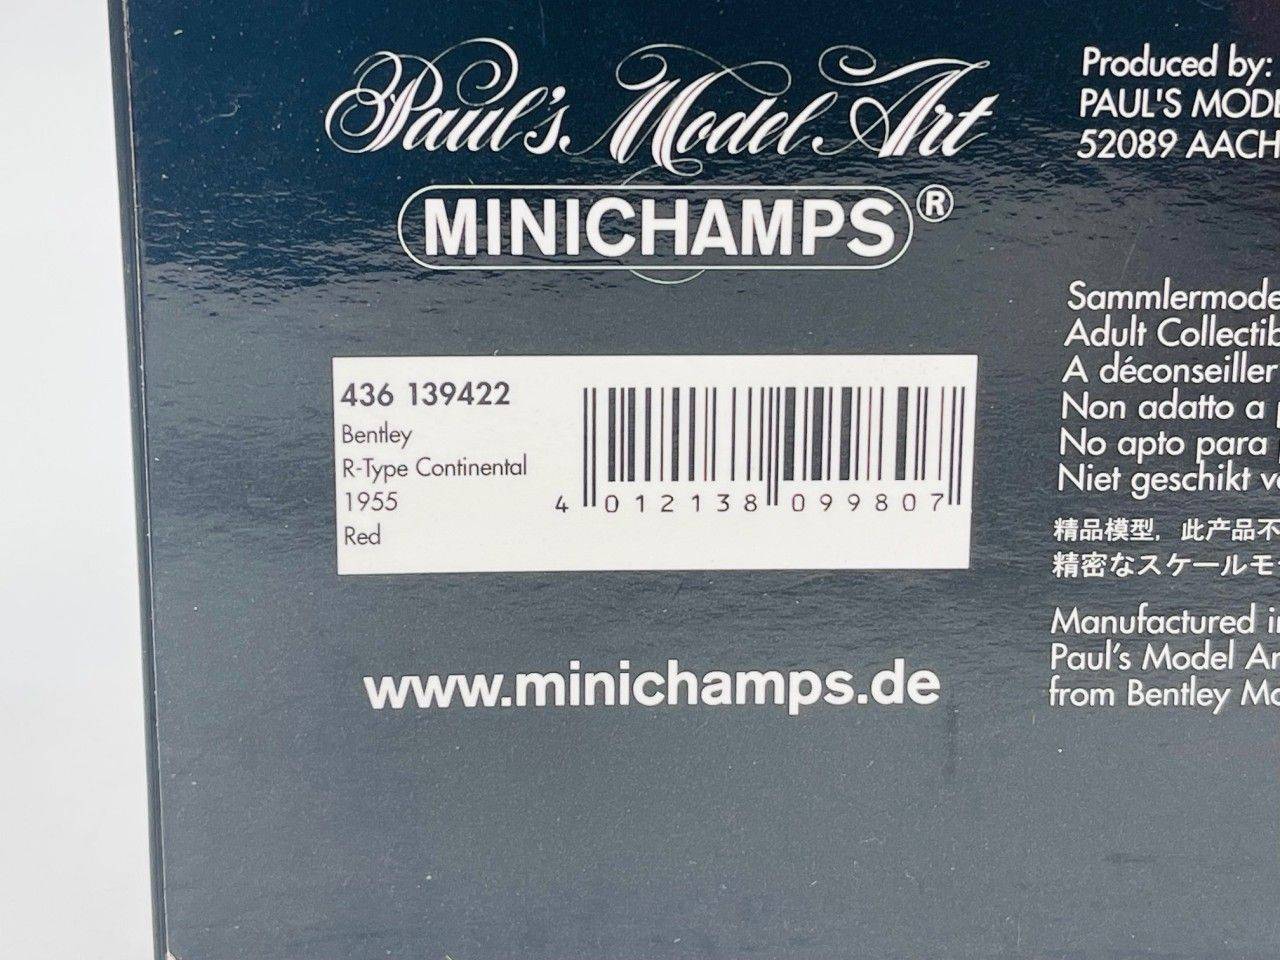 Paul's Model Art
MINICHAMPS®
436 139422
Bentley
R-Type Continental
1955
Red
4 012138 099807
www.minichamps.de
Produced by:
PAUL'S MODE
52089 AACH
Sammlermode
Adult Collectib
A déconseiller
Non adatto a
No apto para
Niet geschikt v
精品模型, 此产品不
精密なスケールモ
Manufactured i
Paul's Model Ar
from Bentley Mo